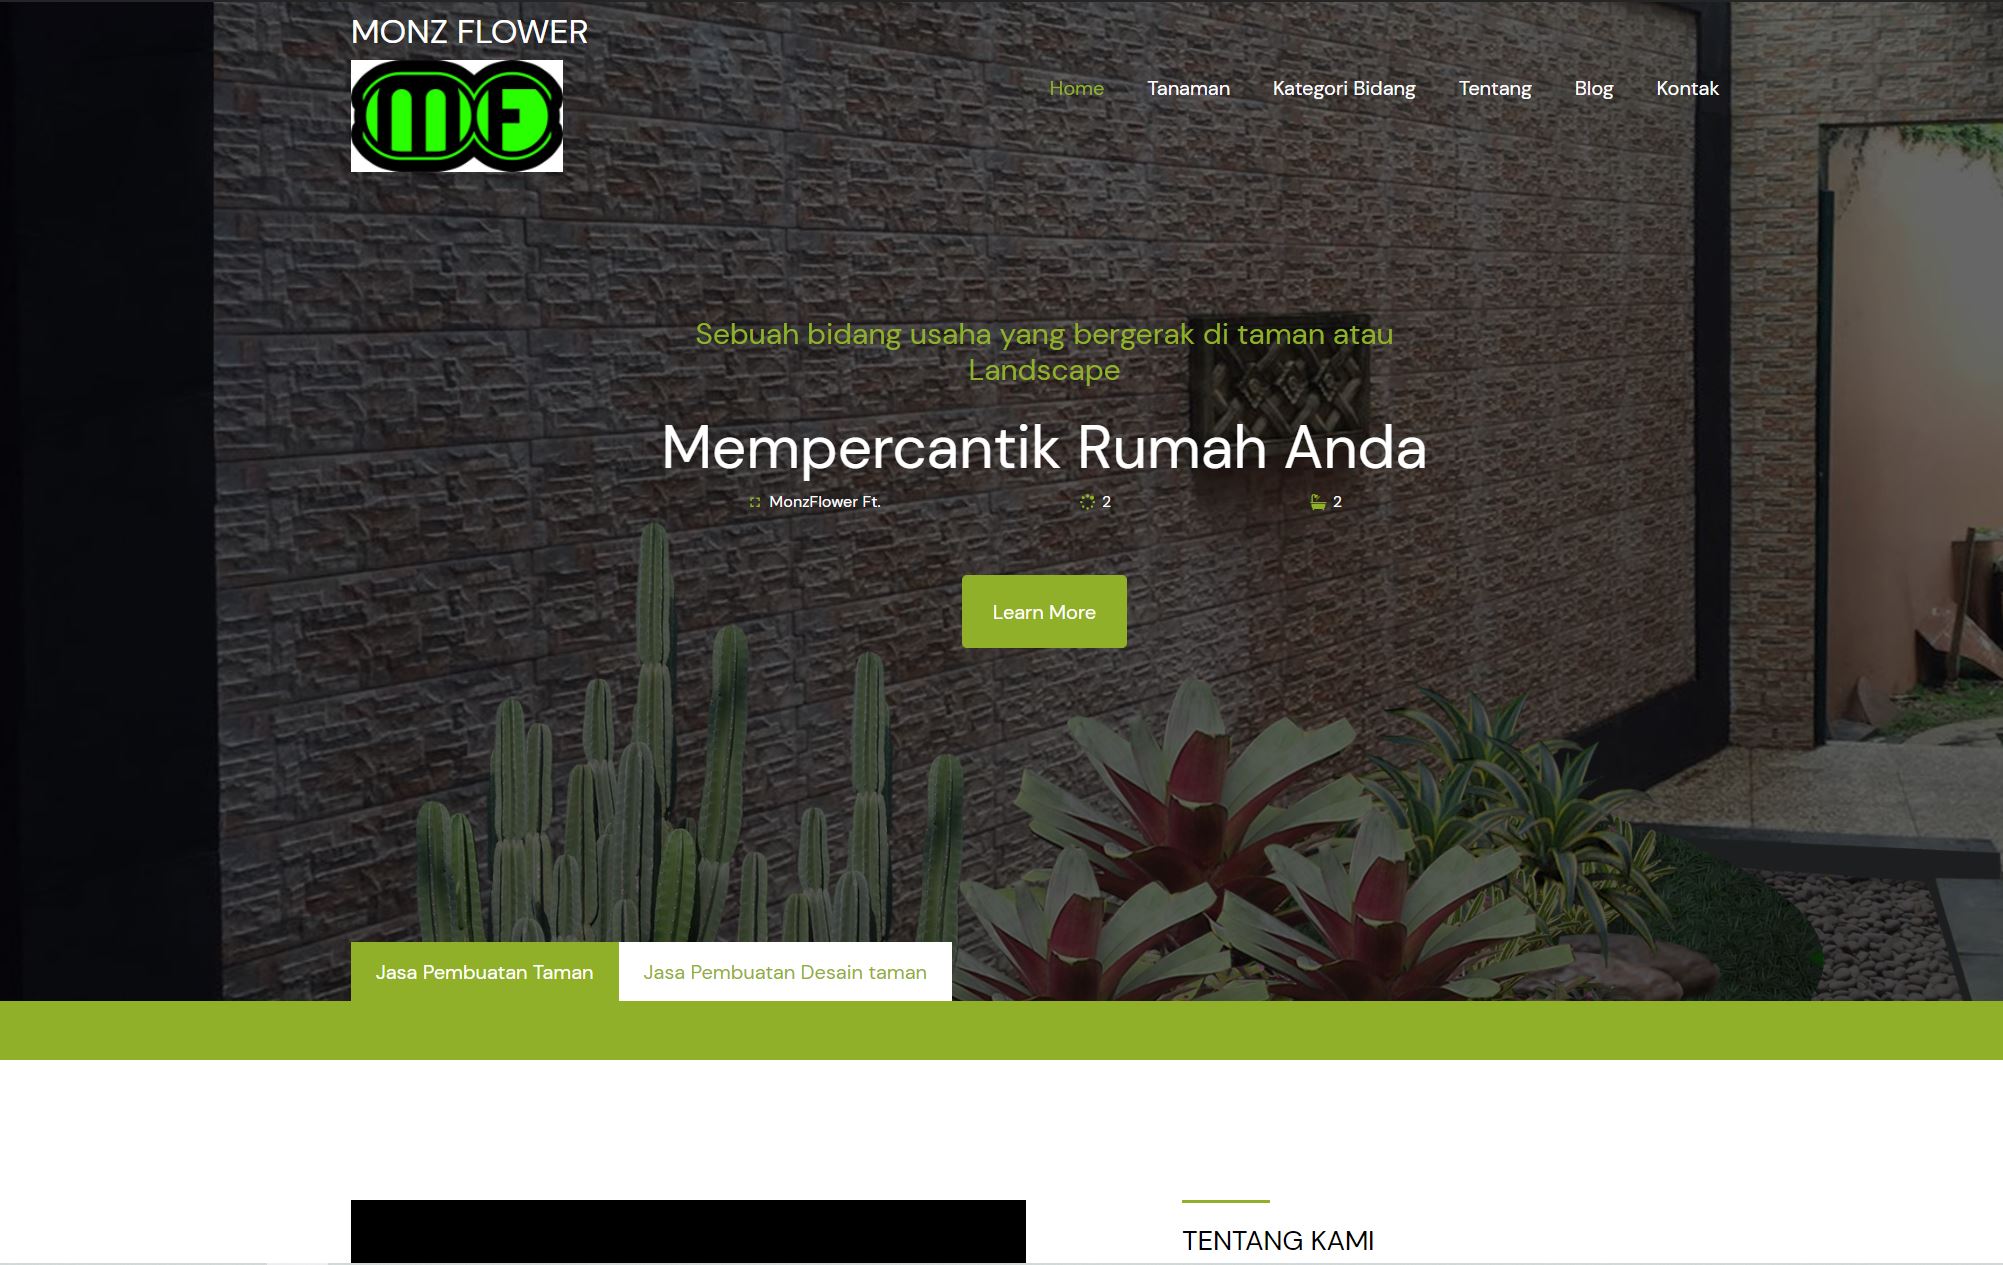 MONZ FLOWER
MF
Home Tanaman Kategori Bidang Tentang Blog Kontak
Sebuah bidang usaha yang bergerak di taman atau
Landscape
Mempercantik Rumah Anda
MonzFlower Ft. 2 2
Learn More
Jasa Pembuatan Taman Jasa Pembuatan Desain taman
TENTANG KAMI